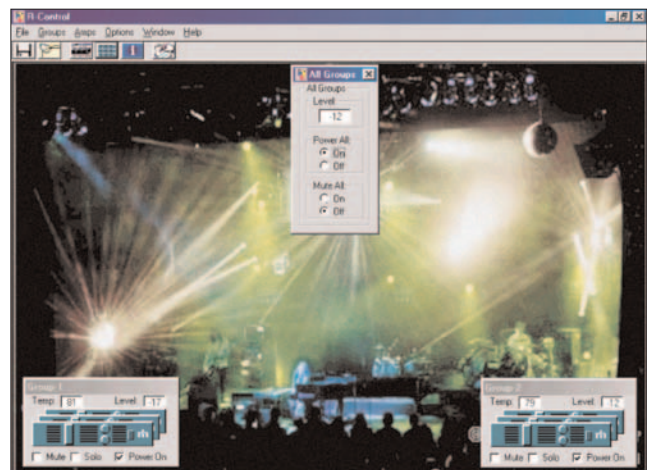 R-Control
File Groups Amps Options Window Help
All Groups
All Groups
Level:
-12
Power All:
On
Off
Mute All:
On
Off
Group 1
Temp: 81 Level: -17
rh
Mute Solo Power On
Group 2
Temp: 79 Level: -12
rh
Mute Solo Power On